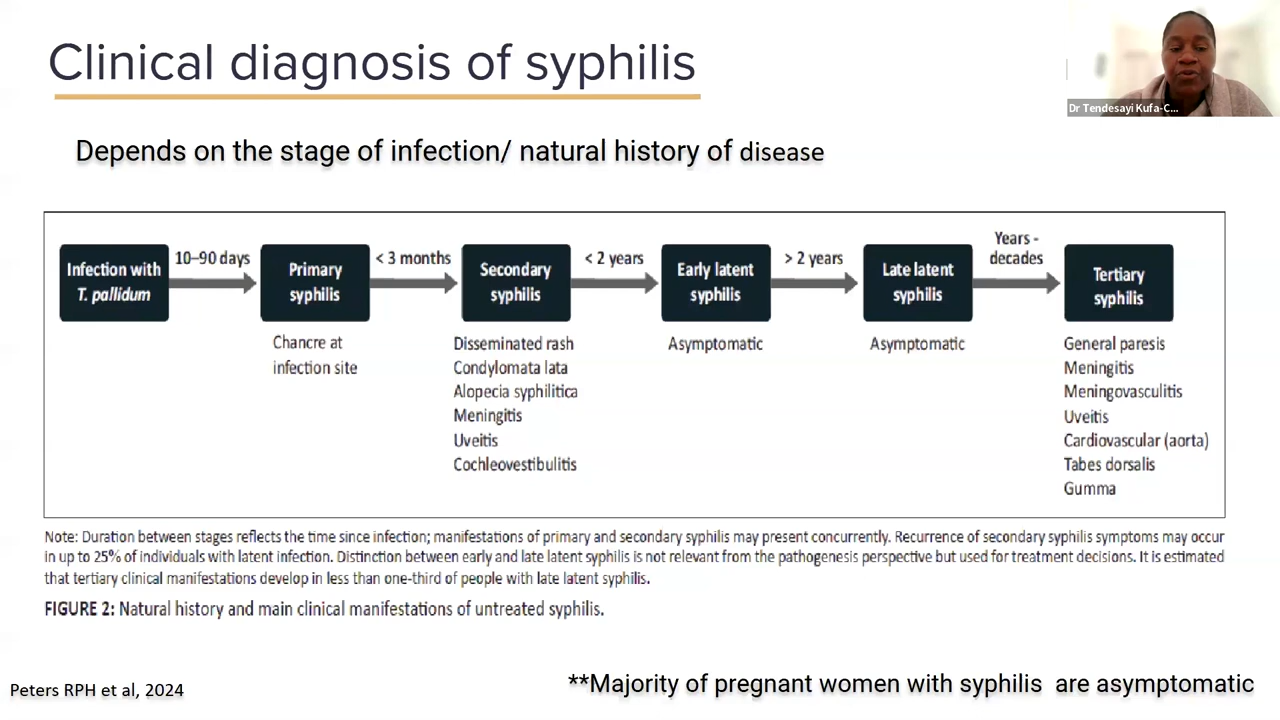 Clinical diagnosis of syphilis
Dr Tendesayi Kufa-C...
Depends on the stage of infection/ natural history of disease
Infection with
T. pallidum
10–90 days
Primary
syphilis
< 3 months
Secondary
syphilis
< 2 years
Early latent
syphilis
> 2 years
Late latent
syphilis
Years -
decades
Tertiary
syphilis
Chancre at
infection site
Disseminated rash
Condylomata lata
Alopecia syphilitica
Meningitis
Uveitis
Cochleovestibulitis
Asymptomatic
Asymptomatic
General paresis
Meningitis
Meningovasculitis
Uveitis
Cardiovascular (aorta)
Tabes dorsalis
Gumma
Note: Duration between stages reflects the time since infection; manifestations of primary and secondary syphilis may present concurrently. Recurrence of secondary syphilis symptoms may occur
in up to 25% of individuals with latent infection. Distinction between early and late latent syphilis is not relevant from the pathogenesis perspective but used for treatment decisions. It is estimated
that tertiary clinical manifestations develop in less than one-third of people with late latent syphilis.
FIGURE 2: Natural history and main clinical manifestations of untreated syphilis.
Peters RPH et al, 2024
**Majority of pregnant women with syphilis are asymptomatic